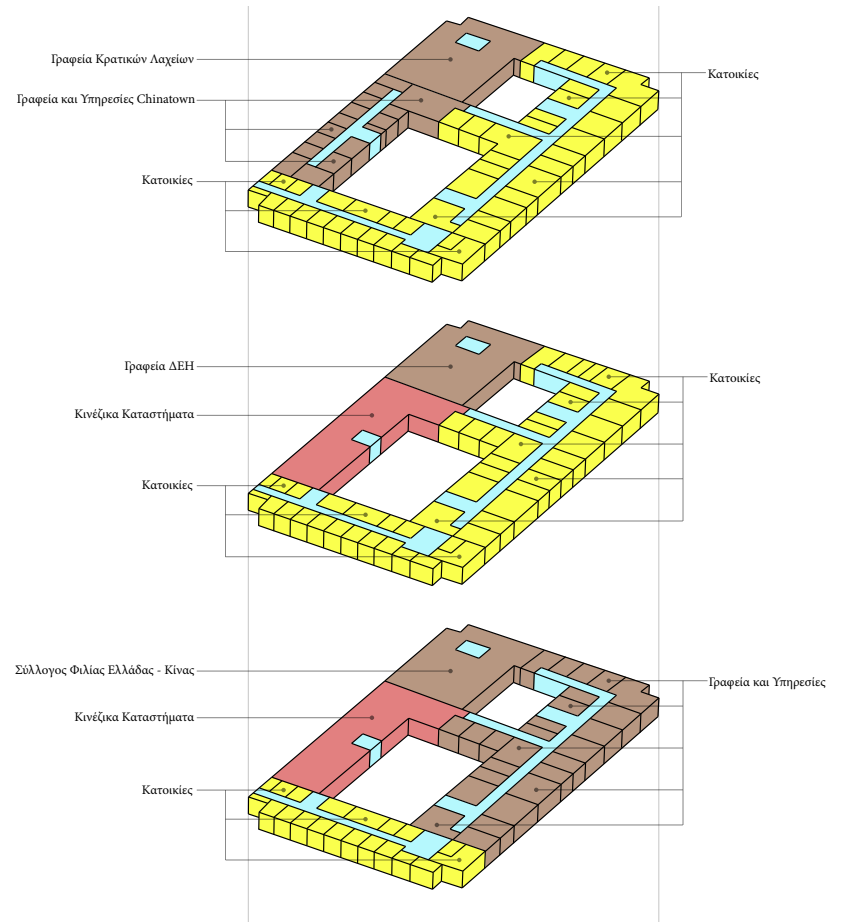 Γραφεία Κρατικών Λαχείων
Κατοικίες
Γραφεία και Υπηρεσίες Chinatown
Κατοικίες
Γραφεία ΔΕΗ
Κατοικίες
Κινέζικα Καταστήματα
Κατοικίες
Σύλλογος Φιλίας Ελλάδας - Κίνας
Γραφεία και Υπηρεσίες
Κινέζικα Καταστήματα
Κατοικίες